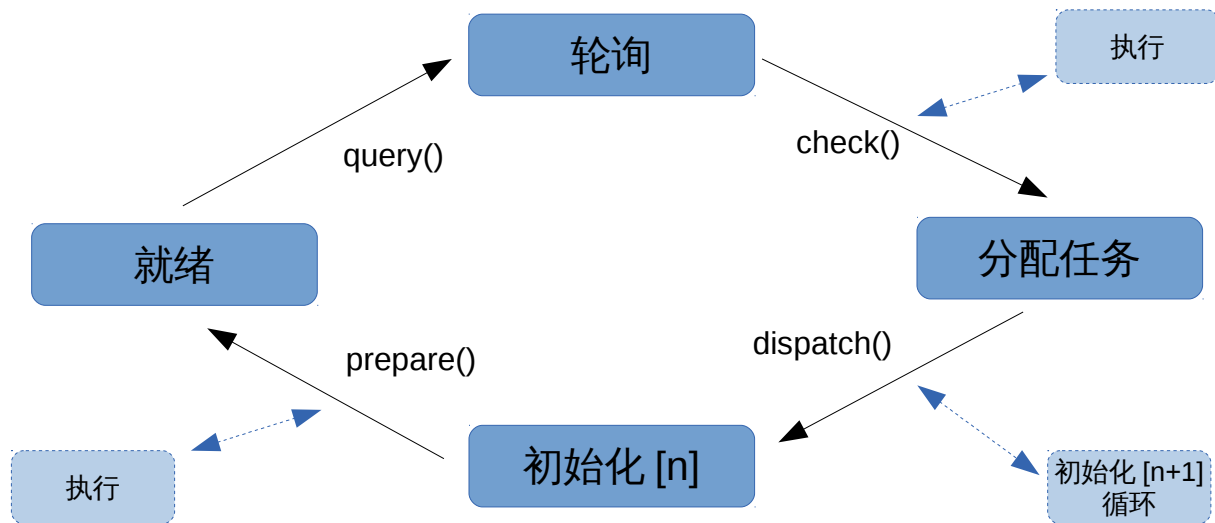 轮询
执行
query()
check()
就绪
分配任务
prepare()
dispatch()
执行
初始化 [n]
初始化 [n+1]
循环